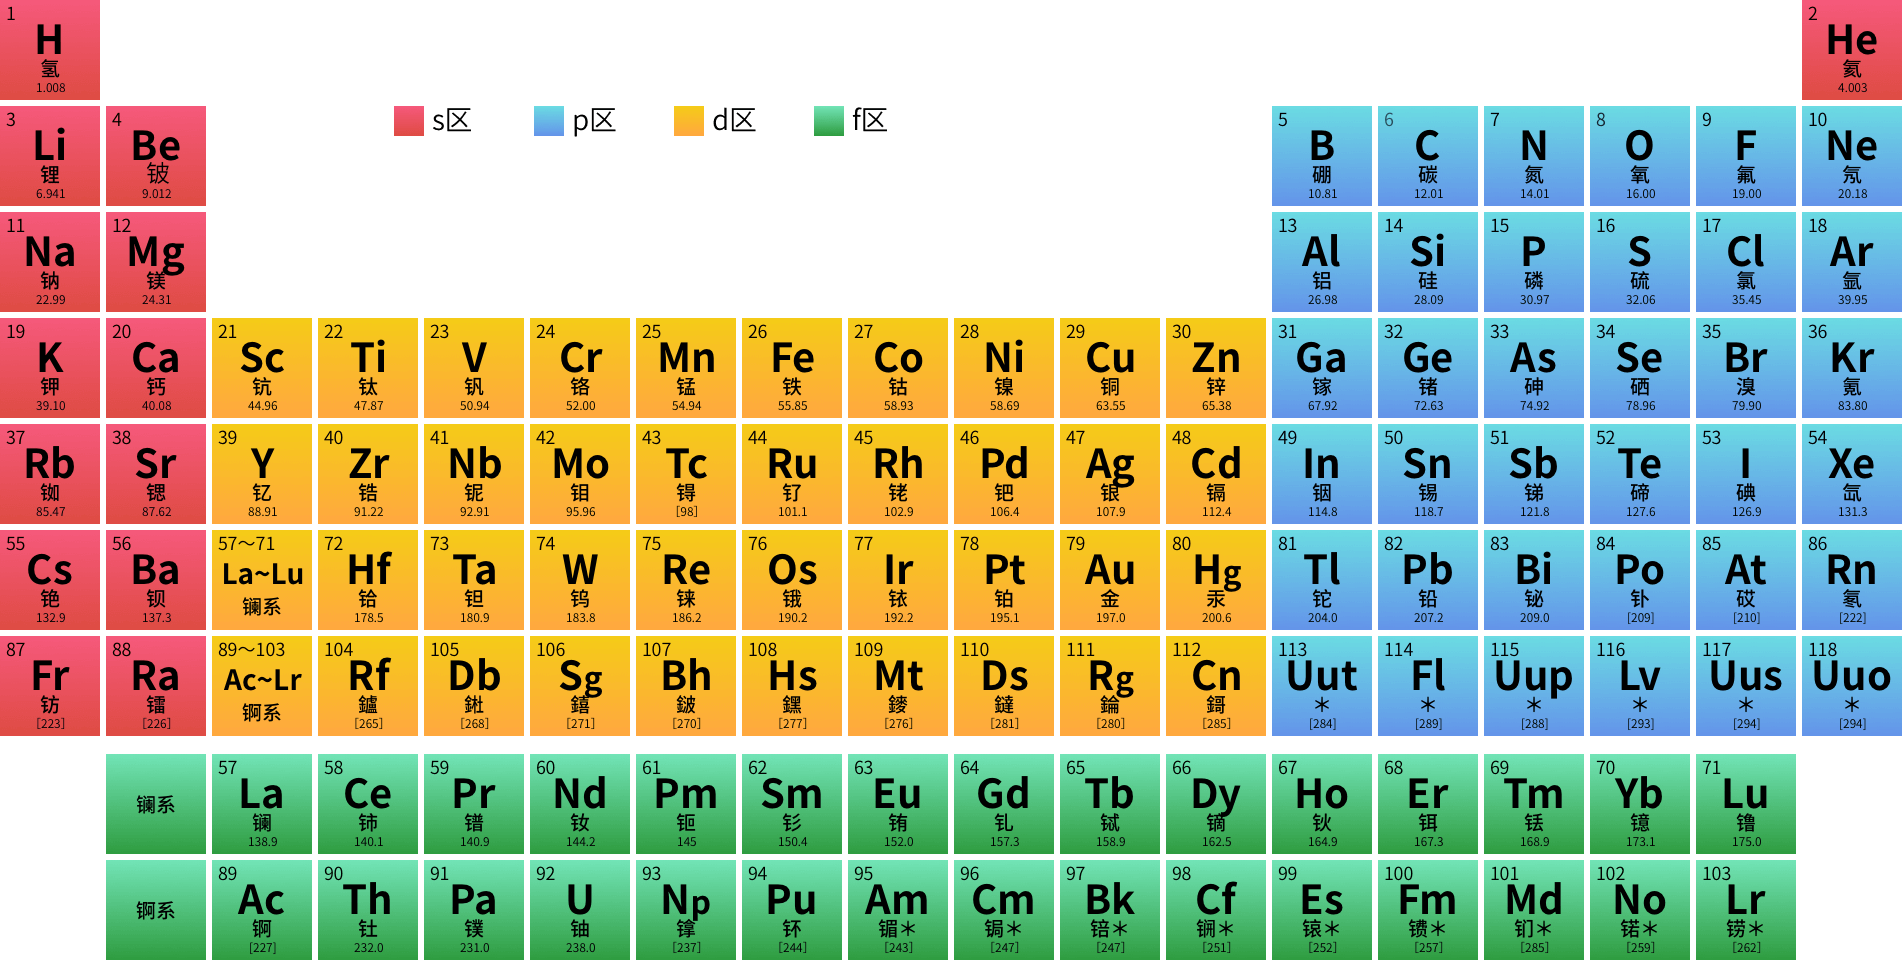 1
H
氢
1.008
2
He
氦
4.003
s区 p区 d区 f区
3
Li
锂
6.941
4
Be
铍
9.012
5
B
硼
10.81
6
C
碳
12.01
7
N
氮
14.01
8
O
氧
16.00
9
F
氟
19.00
10
Ne
氖
20.18
11
Na
钠
22.99
12
Mg
镁
24.31
13
Al
铝
26.98
14
Si
硅
28.09
15
P
磷
30.97
16
S
硫
32.06
17
Cl
氯
35.45
18
Ar
氩
39.95
19
K
钾
39.10
20
Ca
钙
40.08
21
Sc
钪
44.96
22
Ti
钛
47.87
23
V
钒
50.94
24
Cr
铬
52.00
25
Mn
锰
54.94
26
Fe
铁
55.85
27
Co
钴
58.93
28
Ni
镍
58.69
29
Cu
铜
63.55
30
Zn
锌
65.38
31
Ga
镓
67.92
32
Ge
锗
72.63
33
As
砷
74.92
34
Se
硒
78.96
35
Br
溴
79.90
36
Kr
氪
83.80
37
Rb
铷
85.47
38
Sr
锶
87.62
39
Y
钇
88.91
40
Zr
锆
91.22
41
Nb
铌
92.91
42
Mo
钼
95.96
43
Tc
锝
[98]
44
Ru
钌
101.1
45
Rh
铑
102.9
46
Pd
钯
106.4
47
Ag
银
107.9
48
Cd
镉
112.4
49
In
铟
114.8
50
Sn
锡
118.7
51
Sb
锑
121.8
52
Te
碲
127.6
53
I
碘
126.9
54
Xe
氙
131.3
55
Cs
铯
132.9
56
Ba
钡
137.3
57～71
La~Lu
镧系
72
Hf
铪
178.5
73
Ta
钽
180.9
74
W
钨
183.8
75
Re
铼
186.2
76
Os
锇
190.2
77
Ir
铱
192.2
78
Pt
铂
195.1
79
Au
金
197.0
80
Hg
汞
200.6
81
Tl
铊
204.0
82
Pb
铅
207.2
83
Bi
铋
209.0
84
Po
钋
[209]
85
At
砹
[210]
86
Rn
氡
[222]
87
Fr
钫
[223]
88
Ra
镭
[226]
89～103
Ac~Lr
锕系
104
Rf
鑪
[265]
105
Db
𨧀
[268]
106
Sg
𨭎
[271]
107
Bh
𨨏
[270]
108
Hs
𨭆
[277]
109
Mt
䥑
[276]
110
Ds
鐽
[281]
111
Rg
錀
[280]
112
Cn
鎶
[285]
113
Uut
＊
[284]
114
Fl
＊
[289]
115
Uup
＊
[288]
116
Lv
＊
[293]
117
Uus
＊
[294]
118
Uuo
＊
[294]
镧系
57
La
镧
138.9
58
Ce
铈
140.1
59
Pr
镨
140.9
60
Nd
钕
144.2
61
Pm
钷
145
62
Sm
钐
150.4
63
Eu
铕
152.0
64
Gd
钆
157.3
65
Tb
铽
158.9
66
Dy
镝
162.5
67
Ho
钬
164.9
68
Er
铒
167.3
69
Tm
铥
168.9
70
Yb
镱
173.1
71
Lu
镥
175.0
锕系
89
Ac
锕
[227]
90
Th
钍
232.0
91
Pa
镤
231.0
92
U
铀
238.0
93
Np
镎
[237]
94
Pu
钚
[244]
95
Am
镅＊
[243]
96
Cm
锔＊
[247]
97
Bk
锫＊
[247]
98
Cf
锎＊
[251]
99
Es
锿＊
[252]
100
Fm
镄＊
[257]
101
Md
钔＊
[285]
102
No
锘＊
[259]
103
Lr
铹＊
[262]